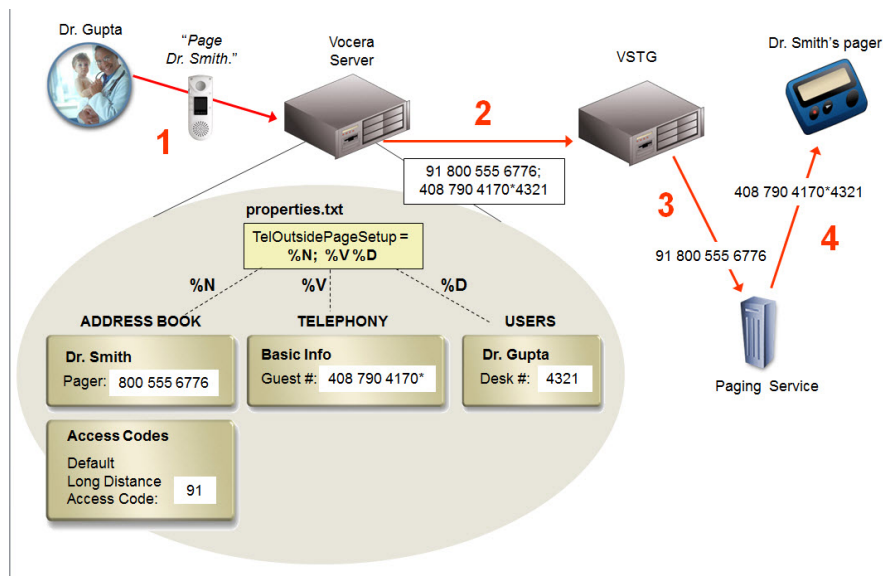 Dr. Gupta
“Page
Dr. Smith.”
Vocera
Server
VSTG
Dr. Smith’s pager
1
2
91 800 555 6776;
408 790 4170*4321
3
408 790 4170*4321
4
91 800 555 6776
Paging Service
properties.txt
TelOutsidePageSetup =
%N; %V %D
%N
%V
%D
ADDRESS BOOK
TELEPHONY
USERS
Dr. Smith
Pager: 800 555 6776
Basic Info
Guest #: 408 790 4170*
Dr. Gupta
Desk #: 4321
Access Codes
Default
Long Distance
Access Code: 91